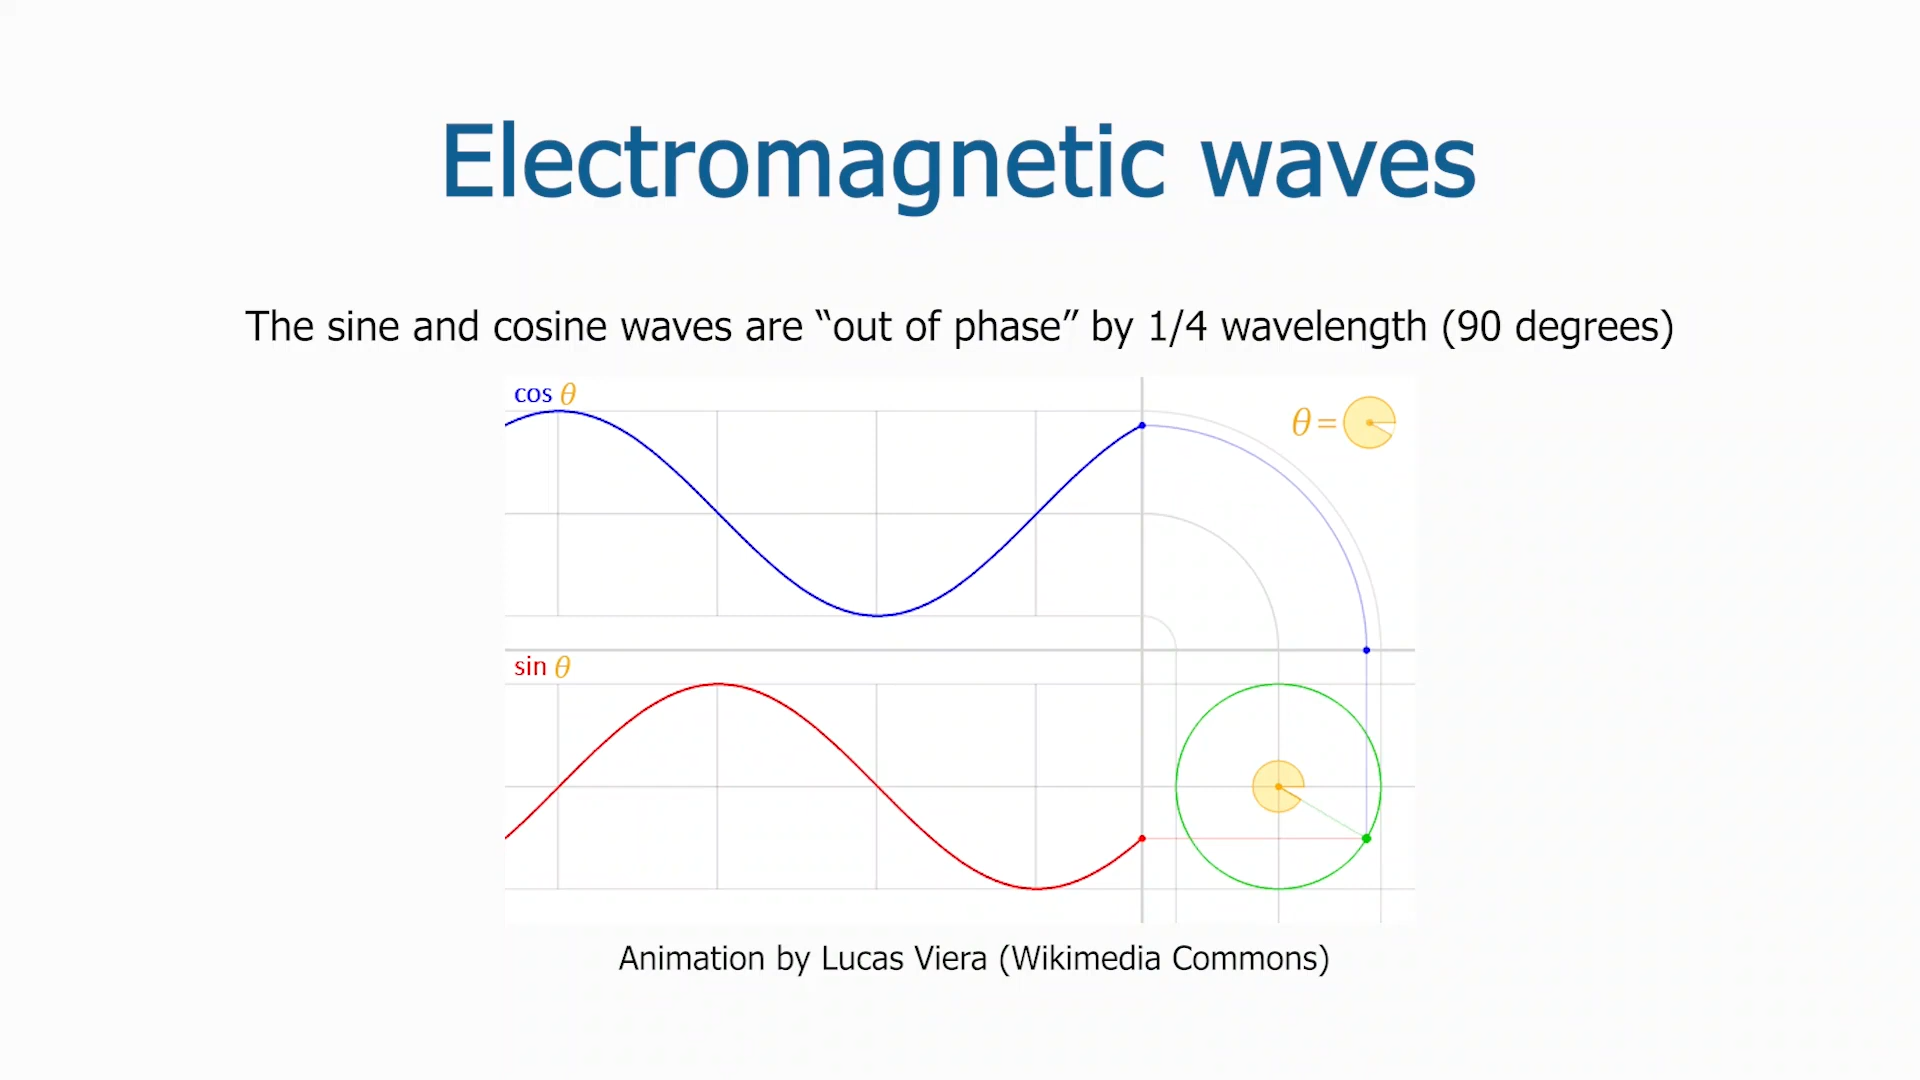 Electromagnetic waves
The sine and cosine waves are “out of phase” by 1/4 wavelength (90 degrees)
cos θ
θ =
sin θ
Animation by Lucas Viera (Wikimedia Commons)